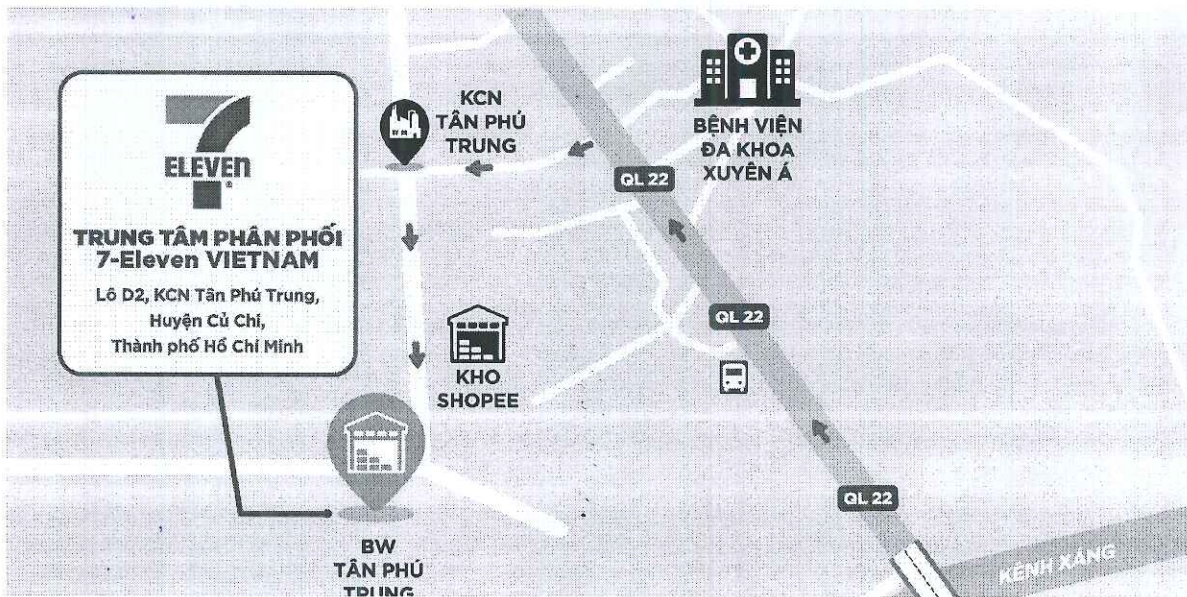 7
ELEVEN
®
TRUNG TÂM PHÂN PHỐI
7-Eleven VIETNAM
Lô D2, KCN Tân Phú Trung,
Huyện Củ Chi,
Thành phố Hồ Chí Minh
KCN
TÂN PHÚ
TRUNG
BỆNH VIỆN
ĐA KHOA
XUYÊN Á
QL 22
QL 22
KHO
SHOPEE
QL 22
BW
TÂN PHÚ
TRUNG
KÊNH XÁNG